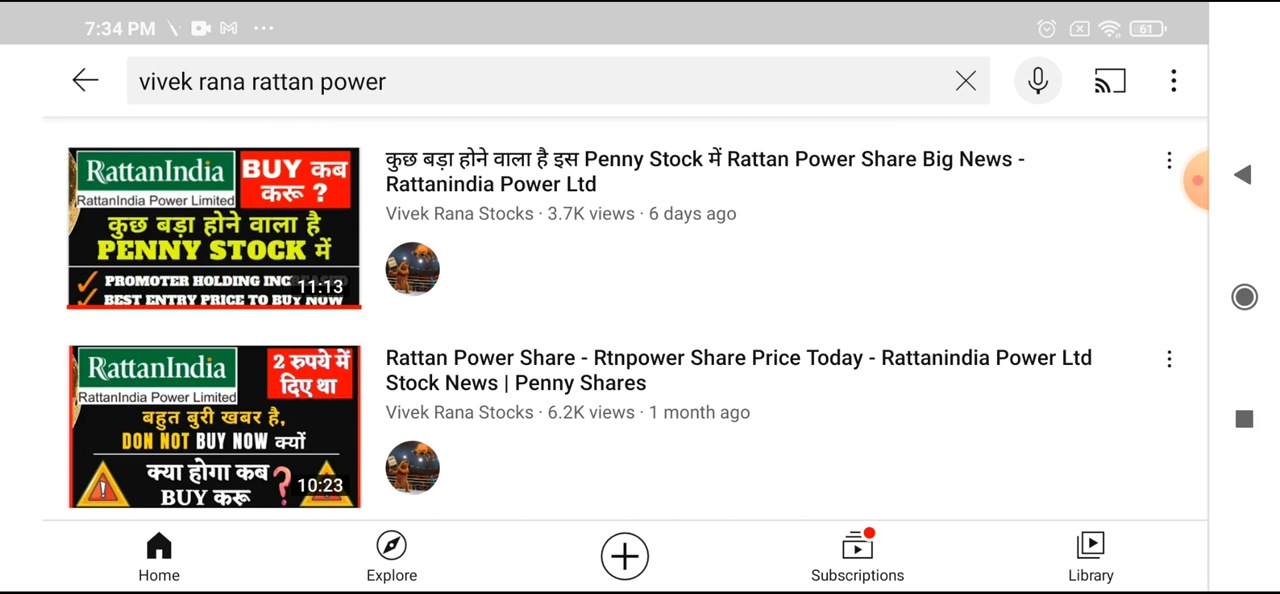 7:34 PM
61
vivek rana rattan power
RattanIndia
RattanIndia Power Limited
BUY कब
करू ?
कुछ बड़ा होने वाला है
PENNY STOCK में
PROMOTER HOLDING INC
BEST ENTRY PRICE TO BUY NOW
11:13
कुछ बड़ा होने वाला है इस Penny Stock में Rattan Power Share Big News -
Rattanindia Power Ltd
Vivek Rana Stocks · 3.7K views · 6 days ago
RattanIndia
RattanIndia Power Limited
2 रुपये में
दिए था
बहुत बुरी खबर है,
DON NOT BUY NOW क्यों
क्या होगा कब
BUY करू
10:23
Rattan Power Share - Rtnpower Share Price Today - Rattanindia Power Ltd
Stock News | Penny Shares
Vivek Rana Stocks · 6.2K views · 1 month ago
Home
Explore
Subscriptions
Library